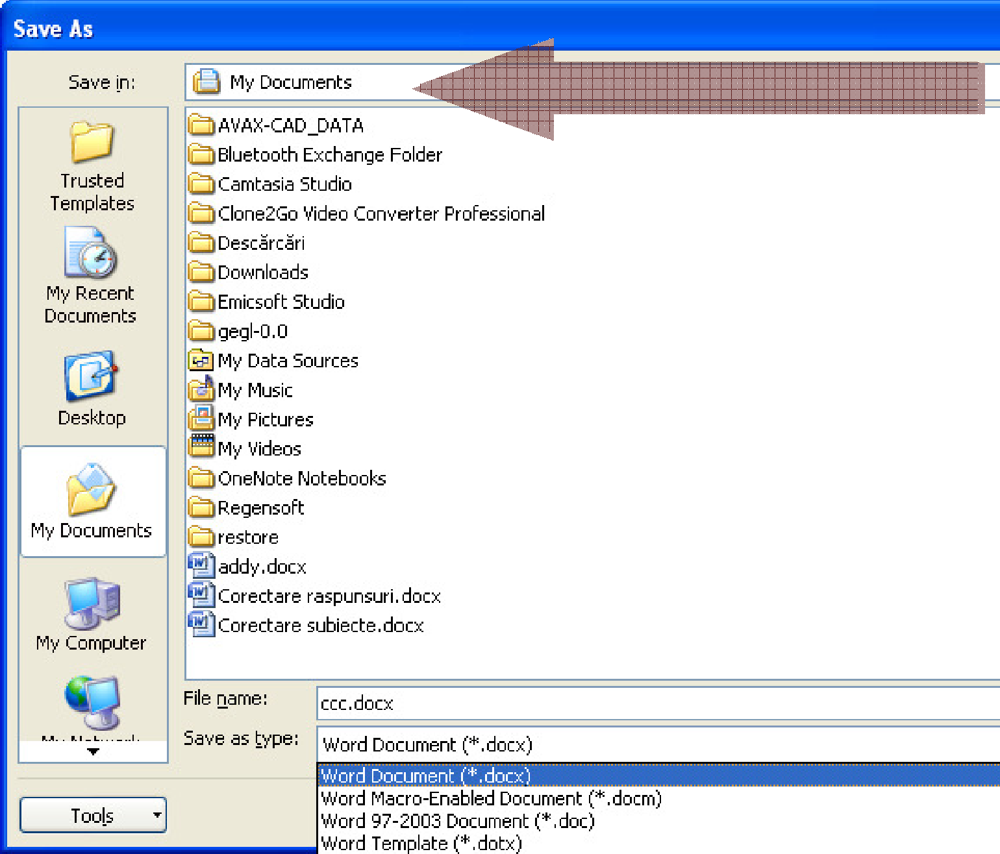 Save As
Save in:
My Documents
Trusted
Templates
My Recent
Documents
Desktop
My Documents
My Computer
AVAX-CAD_DATA
Bluetooth Exchange Folder
Camtasia Studio
Clone2Go Video Converter Professional
Descărcări
Downloads
Emicsoft Studio
gegl-0.0
My Data Sources
My Music
My Pictures
My Videos
OneNote Notebooks
Regensoft
restore
addy.docx
Corectare raspunsuri.docx
Corectare subiecte.docx
File name:
ccc.docx
Save as type:
Word Document (*.docx)
Word Document (*.docx)
Word Macro-Enabled Document (*.docm)
Word 97-2003 Document (*.doc)
Word Template (*.dotx)
Tools